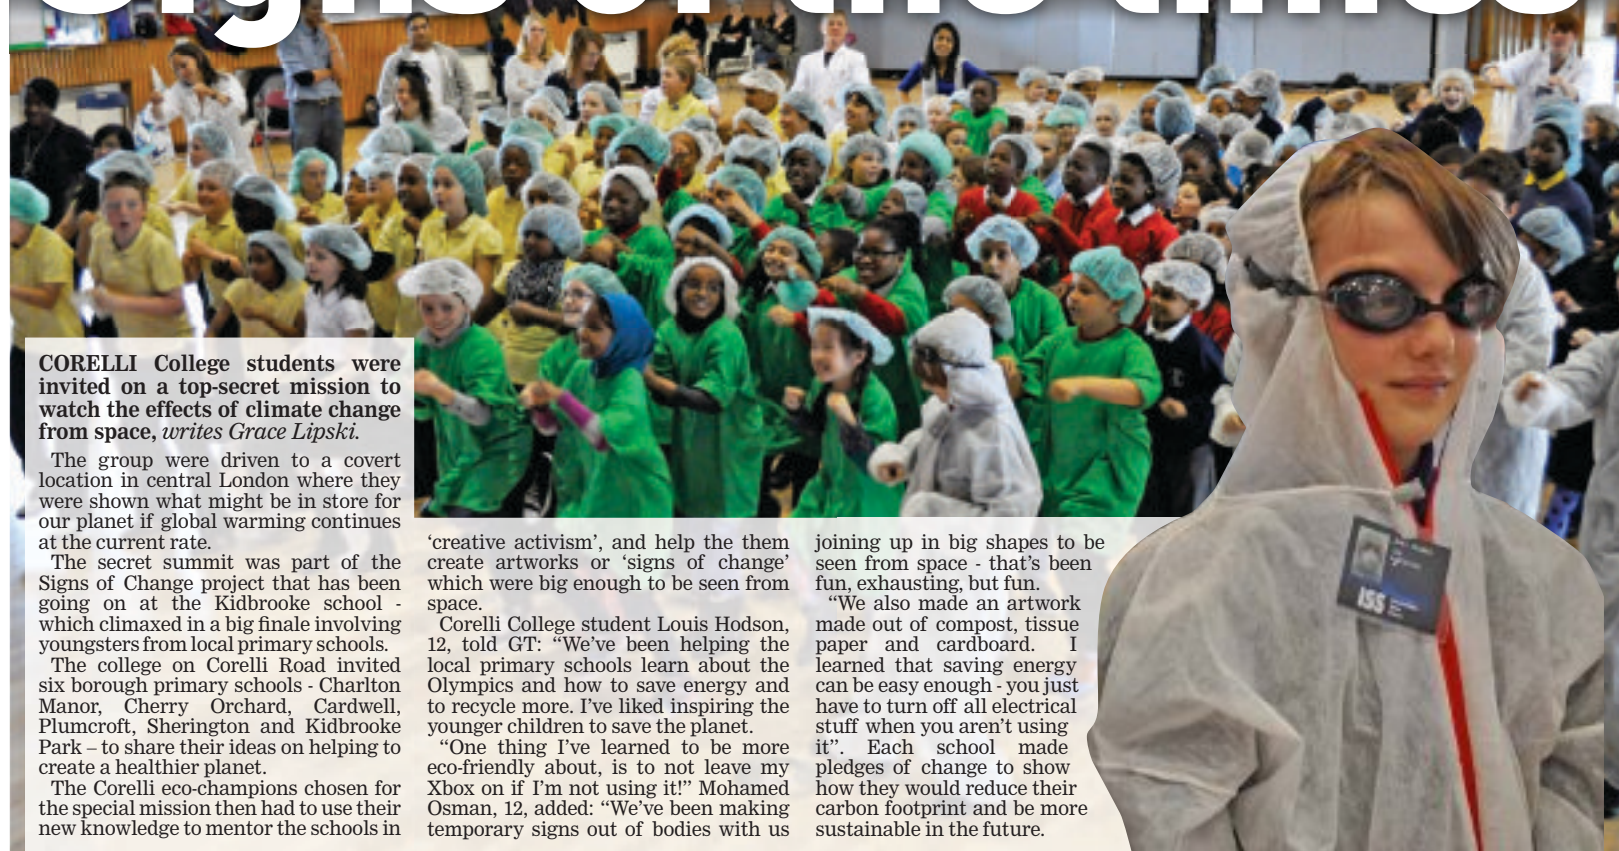 Signs of the times
CORELLI College students were
invited on a top-secret mission to
watch the effects of climate change
from space, writes Grace Lipski.
The group were driven to a covert
location in central London where they
were shown what might be in store for
our planet if global warming continues
at the current rate.
The secret summit was part of the
Signs of Change project that has been
going on at the Kidbrooke school -
which climaxed in a big finale involving
youngsters from local primary schools.
The college on Corelli Road invited
six borough primary schools - Charlton
Manor, Cherry Orchard, Cardwell,
Plumcroft, Sherington and Kidbrooke
Park – to share their ideas on helping to
create a healthier planet.
The Corelli eco-champions chosen for
the special mission then had to use their
new knowledge to mentor the schools in
‘creative activism’, and help the them
create artworks or ‘signs of change’
which were big enough to be seen from
space.
Corelli College student Louis Hodson,
12, told GT: “We’ve been helping the
local primary schools learn about the
Olympics and how to save energy and
to recycle more. I’ve liked inspiring the
younger children to save the planet.
“One thing I’ve learned to be more
eco-friendly about, is to not leave my
Xbox on if I’m not using it!” Mohamed
Osman, 12, added: “We’ve been making
temporary signs out of bodies with us
joining up in big shapes to be
seen from space - that’s been
fun, exhausting, but fun.
“We also made an artwork
made out of compost, tissue
paper and cardboard. I
learned that saving energy
can be easy enough - you just
have to turn off all electrical
stuff when you aren’t using
it”. Each school made
pledges of change to show
how they would reduce their
carbon footprint and be more
sustainable in the future.
ISS